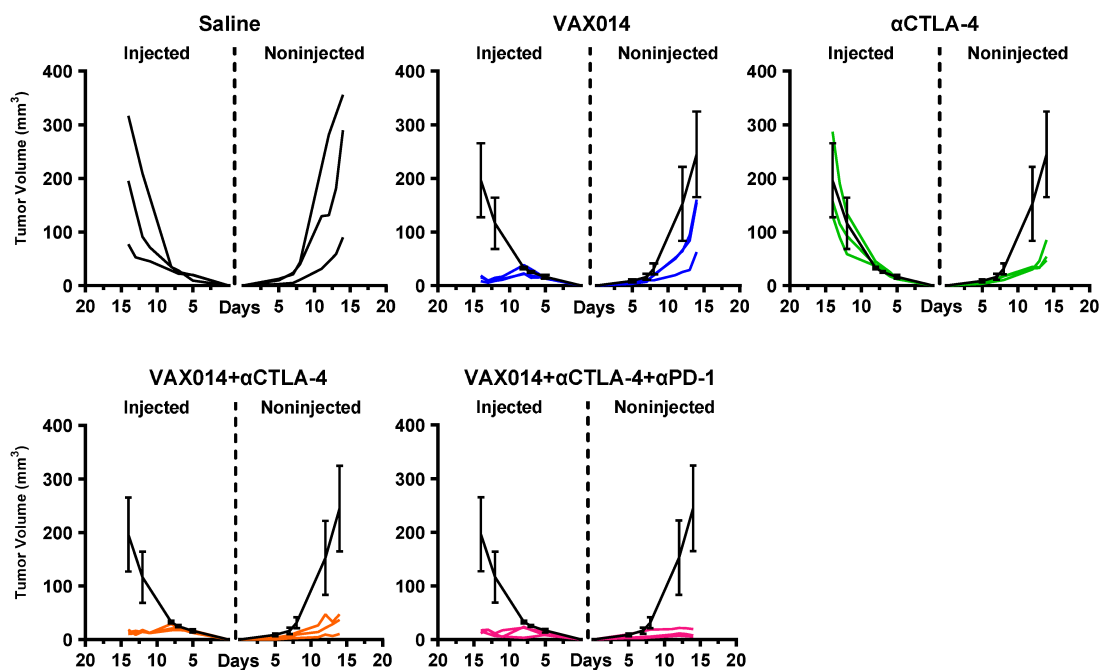 Saline VAX014 αCTLA-4
Injected Noninjected Injected Noninjected Injected Noninjected
Tumor Volume (mm³)
400 400 400
300 300 300
200 200 200
100 100 100
0 0 0
20 15 10 5 Days 5 10 15 20 20 15 10 5 Days 5 10 15 20 20 15 10 5 Days 5 10 15 20
VAX014+αCTLA-4 VAX014+αCTLA-4+αPD-1
Injected Noninjected Injected Noninjected
Tumor Volume (mm³)
400 400
300 300
200 200
100 100
0 0
20 15 10 5 Days 5 10 15 20 20 15 10 5 Days 5 10 15 20